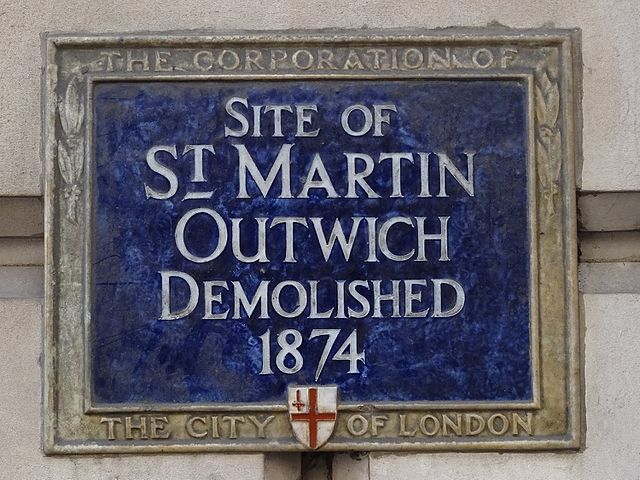 THE CORPORATION OF
SITE OF
ST MARTIN
OUTWICH
DEMOLISHED
1874
THE CITY OF LONDON